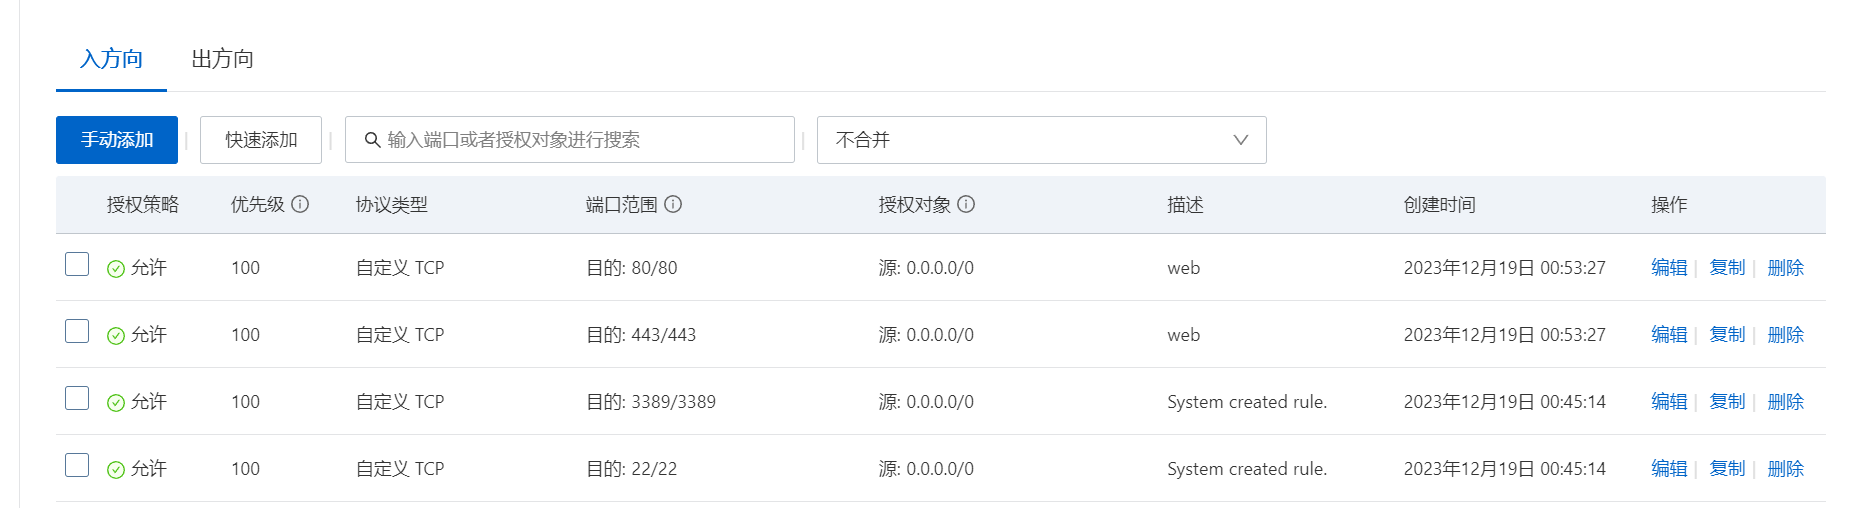 入方向 出方向
手动添加 快速添加 输入端口或者授权对象进行搜索 不合并
授权策略 优先级 协议类型 端口范围 授权对象 描述 创建时间 操作
允许 100 自定义 TCP 目的: 80/80 源: 0.0.0.0/0 web 2023年12月19日 00:53:27 编辑 | 复制 | 删除
允许 100 自定义 TCP 目的: 443/443 源: 0.0.0.0/0 web 2023年12月19日 00:53:27 编辑 | 复制 | 删除
允许 100 自定义 TCP 目的: 3389/3389 源: 0.0.0.0/0 System created rule. 2023年12月19日 00:45:14 编辑 | 复制 | 删除
允许 100 自定义 TCP 目的: 22/22 源: 0.0.0.0/0 System created rule. 2023年12月19日 00:45:14 编辑 | 复制 | 删除